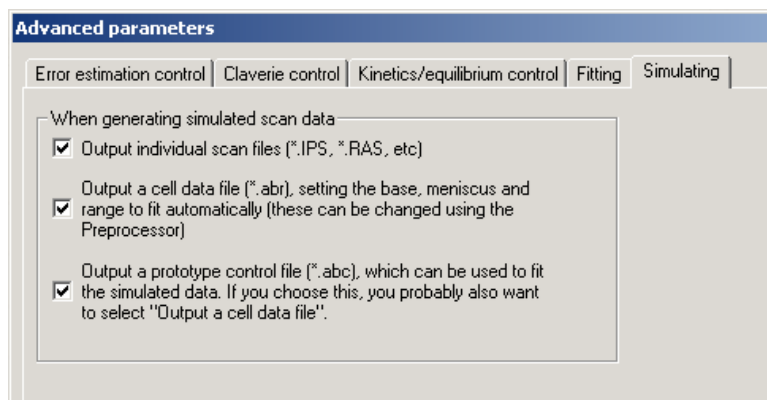 Advanced parameters
Error estimation control Claverie control Kinetics/equilibrium control Fitting Simulating
When generating simulated scan data
Output individual scan files (*.IPS, *.RAS, etc)
Output a cell data file (*.abr), setting the base, meniscus and
range to fit automatically (these can be changed using the
Preprocessor)
Output a prototype control file (*.abc), which can be used to fit
the simulated data. If you choose this, you probably also want
to select "Output a cell data file".